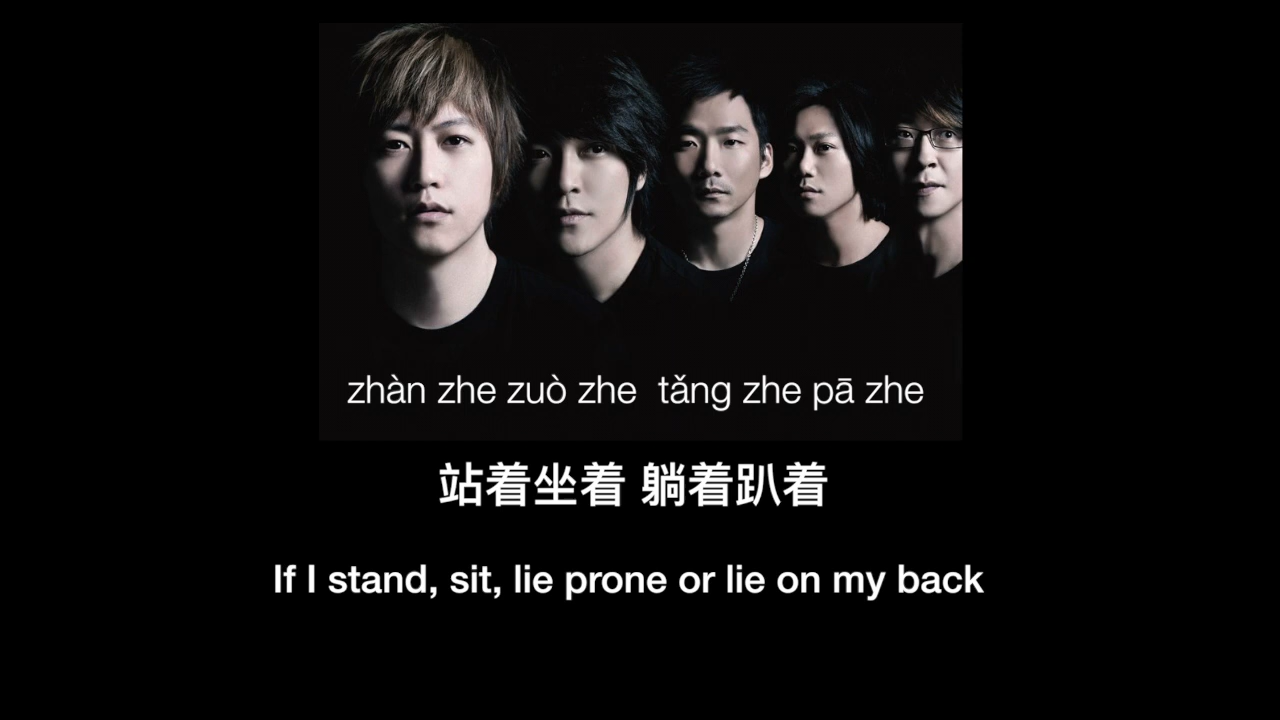 zhàn zhe zuò zhe tǎng zhe pā zhe
站着坐着 躺着趴着
If I stand, sit, lie prone or lie on my back